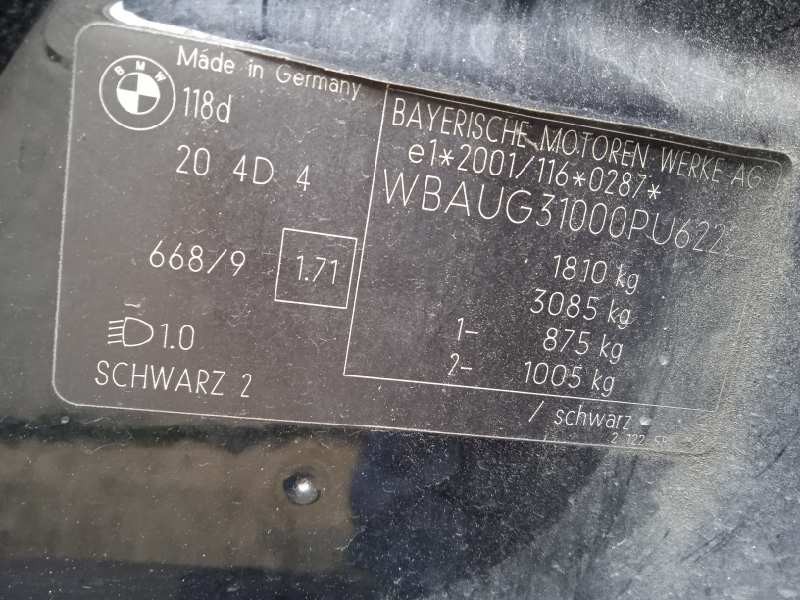 BMW
Made in Germany
118d
20 4D 4
668/9 1.71
1.0
SCHWARZ 2
BAYERISCHE MOTOREN WERKE AG
e1*2001/116*0287*
WBAUG31000PU622
1810 kg
3085 kg
1- 875 kg
2- 1005 kg
/ schwarz